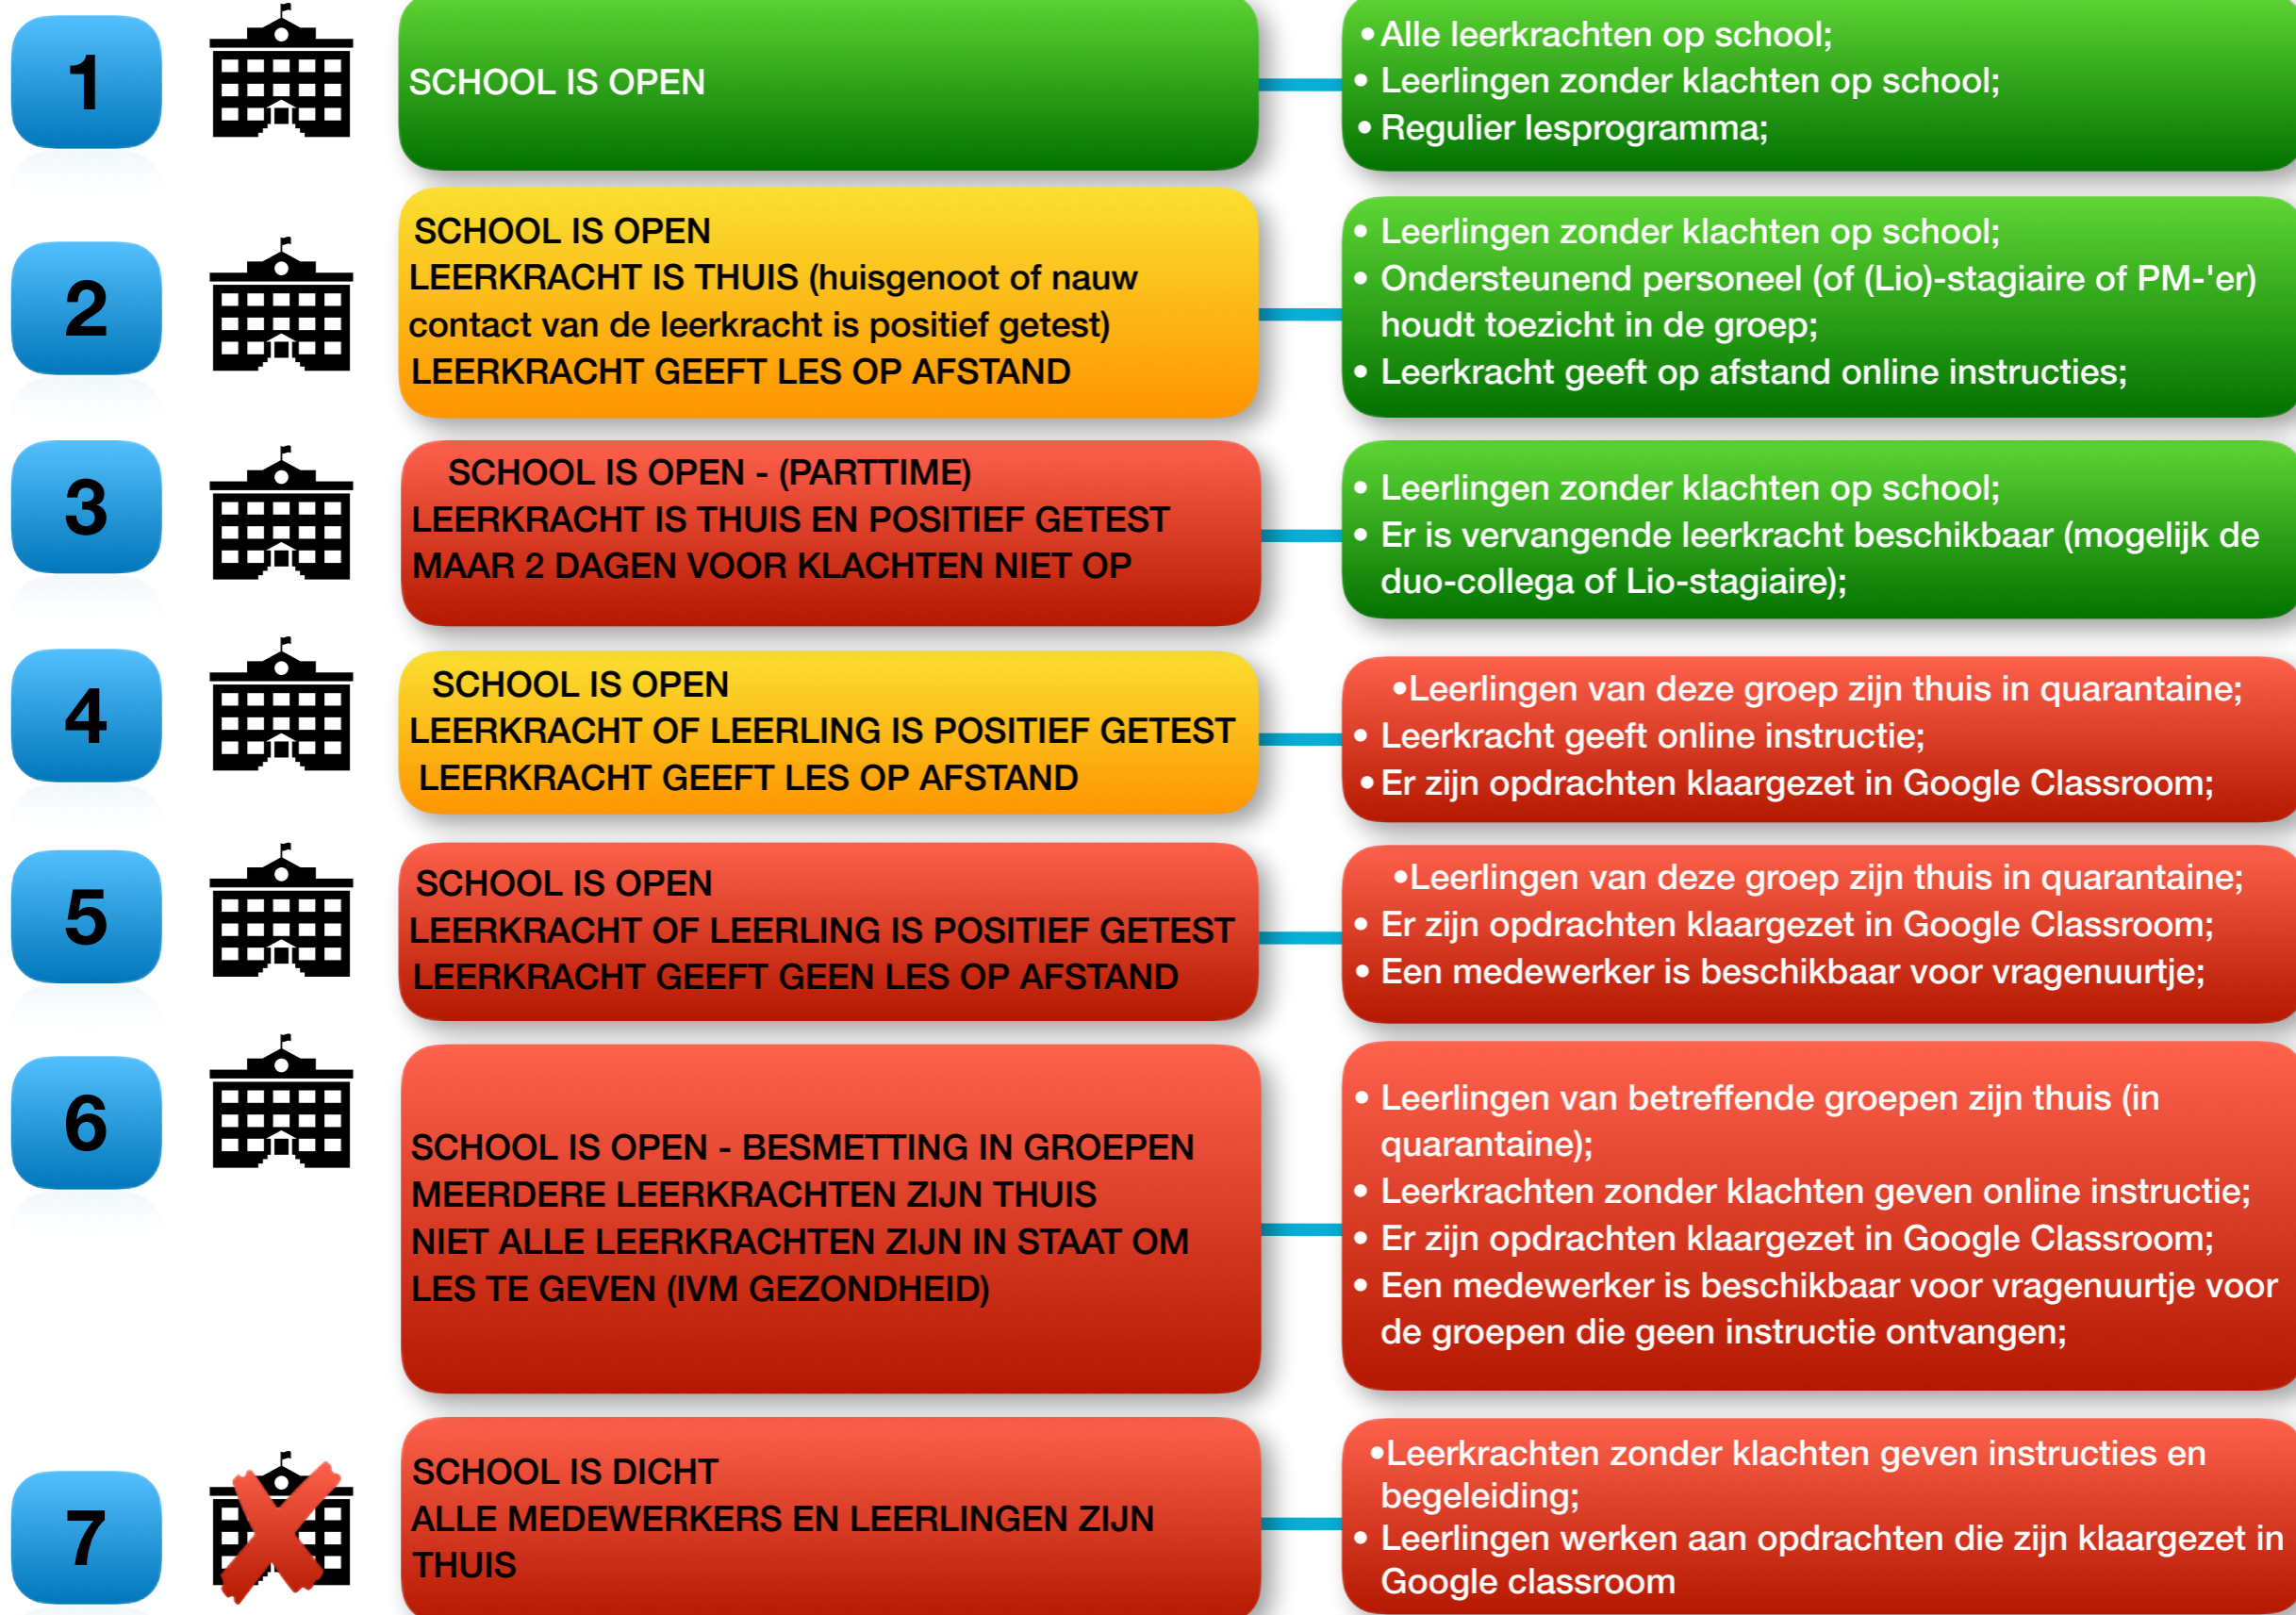 1
SCHOOL IS OPEN
•Alle leerkrachten op school;
• Leerlingen zonder klachten op school;
• Regulier lesprogramma;
2
SCHOOL IS OPEN
LEERKRACHT IS THUIS (huisgenoot of nauw
contact van de leerkracht is positief getest)
LEERKRACHT GEEFT LES OP AFSTAND
• Leerlingen zonder klachten op school;
• Ondersteunend personeel (of (Lio)-stagiaire of PM-'er)
houdt toezicht in de groep;
• Leerkracht geeft op afstand online instructies;
3
SCHOOL IS OPEN - (PARTTIME)
LEERKRACHT IS THUIS EN POSITIEF GETEST
MAAR 2 DAGEN VOOR KLACHTEN NIET OP
• Leerlingen zonder klachten op school;
• Er is vervangende leerkracht beschikbaar (mogelijk de
duo-collega of Lio-stagiaire);
4
SCHOOL IS OPEN
LEERKRACHT OF LEERLING IS POSITIEF GETEST
LEERKRACHT GEEFT LES OP AFSTAND
•Leerlingen van deze groep zijn thuis in quarantaine;
• Leerkracht geeft online instructie;
• Er zijn opdrachten klaargezet in Google Classroom;
5
SCHOOL IS OPEN
LEERKRACHT OF LEERLING IS POSITIEF GETEST
LEERKRACHT GEEFT GEEN LES OP AFSTAND
•Leerlingen van deze groep zijn thuis in quarantaine;
• Er zijn opdrachten klaargezet in Google Classroom;
• Een medewerker is beschikbaar voor vragenuurtje;
6
SCHOOL IS OPEN - BESMETTING IN GROEPEN
MEERDERE LEERKRACHTEN ZIJN THUIS
NIET ALLE LEERKRACHTEN ZIJN IN STAAT OM
LES TE GEVEN (IVM GEZONDHEID)
• Leerlingen van betreffende groepen zijn thuis (in
quarantaine);
• Leerkrachten zonder klachten geven online instructie;
• Er zijn opdrachten klaargezet in Google Classroom;
• Een medewerker is beschikbaar voor vragenuurtje voor
de groepen die geen instructie ontvangen;
7
SCHOOL IS DICHT
ALLE MEDEWERKERS EN LEERLINGEN ZIJN
THUIS
•Leerkrachten zonder klachten geven instructies en
begeleiding;
• Leerlingen werken aan opdrachten die zijn klaargezet in
Google classroom